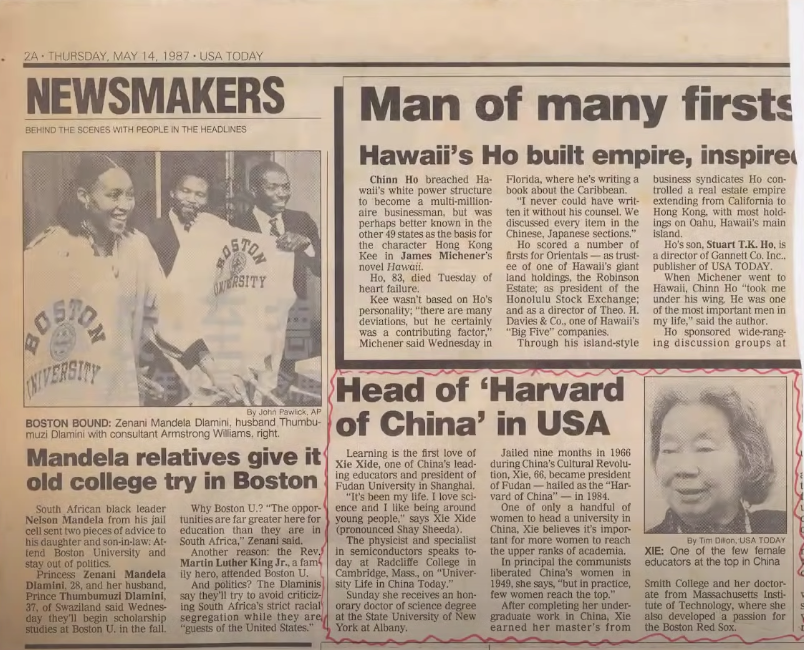 2A · THURSDAY, MAY 14, 1987 · USA TODAY
NEWSMAKERS
BEHIND THE SCENES WITH PEOPLE IN THE HEADLINES
BOSTON
UNIVERSITY
BOSTON
UNIVERSITY
By John Pawlick, AP
BOSTON BOUND: Zenani Mandela Dlamini, husband Thumbu-
muzi Dlamini with consultant Armstrong Williams, right.
Mandela relatives give it
old college try in Boston
South African black leader
Nelson Mandela from his jail
cell sent two pieces of advice to
his daughter and son-in-law: At-
tend Boston University and
stay out of politics.
Princess Zenani Mandela
Dlamini, 28, and her husband,
Prince Thumbumuzi Dlamini,
37, of Swaziland said Wednes-
day they'll begin scholarship
studies at Boston U. in the fall.
Why Boston U.? "The oppor-
tunities are far greater here for
education than they are in
South Africa," Zenani said.
Another reason: the Rev.
Martin Luther King Jr., a fam-
ily hero, attended Boston U.
And politics? The Dlaminis
say they'll try to avoid criticiz-
ing South Africa's strict racial
segregation while they are
"guests of the United States."
Man of many firsts
Hawaii's Ho built empire, inspire
Chinn Ho breached Ha-
waii's white power structure
to become a multi-million-
aire businessman, but was
perhaps better known in the
other 49 states as the basis for
the character Hong Kong
Kee in James Michener's
novel Hawaii.
Ho, 83, died Tuesday of
heart failure.
Kee wasn't based on Ho's
personality; "there are many
deviations, but he certainly
was a contributing factor,"
Michener said Wednesday in
Florida, where he's writing a
book about the Caribbean.
"I never could have writ-
ten it without his counsel. We
discussed every item in the
Chinese, Japanese sections."
Ho scored a number of
firsts for Orientals — as trust-
ee of one of Hawaii's giant
land holdings, the Robinson
Estate; as president of the
Honolulu Stock Exchange;
and as a director of Theo. H.
Davies & Co., one of Hawaii's
"Big Five" companies.
Through his island-style
business syndicates Ho con-
trolled a real estate empire
extending from California to
Hong Kong, with most hold-
ings on Oahu, Hawaii's main
island.
Ho's son, Stuart T.K. Ho, is
a director of Gannett Co. Inc.,
publisher of USA TODAY.
When Michener went to
Hawaii, Chinn Ho "took me
under his wing. He was one
of the most important men in
my life," said the author.
Ho sponsored wide-rang-
ing discussion groups at
Head of 'Harvard
of China' in USA
Learning is the first love of
Xie Xide, one of China's lead-
ing educators and president of
Fudan University in Shanghai.
"It's been my life. I love sci-
ence and I like being around
young people," says Xie Xide
(pronounced Shay Sheeda).
The physicist and specialist
in semiconductors speaks to-
day at Radcliffe College in
Cambridge, Mass., on "Univer-
sity Life in China Today."
Sunday she receives an hon-
orary doctor of science degree
at the State University of New
York at Albany.
Jailed nine months in 1966
during China's Cultural Revolu-
tion, Xie, 66, became president
of Fudan — hailed as the "Har-
vard of China" — in 1984.
One of only a handful of
women to head a university in
China, Xie believes it's impor-
tant for more women to reach
the upper ranks of academia.
In principal the communists
liberated China's women in
1949, she says, "but in practice,
few women reach the top."
After completing her under-
graduate work in China, Xie
earned her master's from
By Tim Dillon, USA TODAY
XIE: One of the few female
educators at the top in China
Smith College and her doctor-
ate from Massachusetts Insti-
tute of Technology, where she
also developed a passion for
the Boston Red Sox.